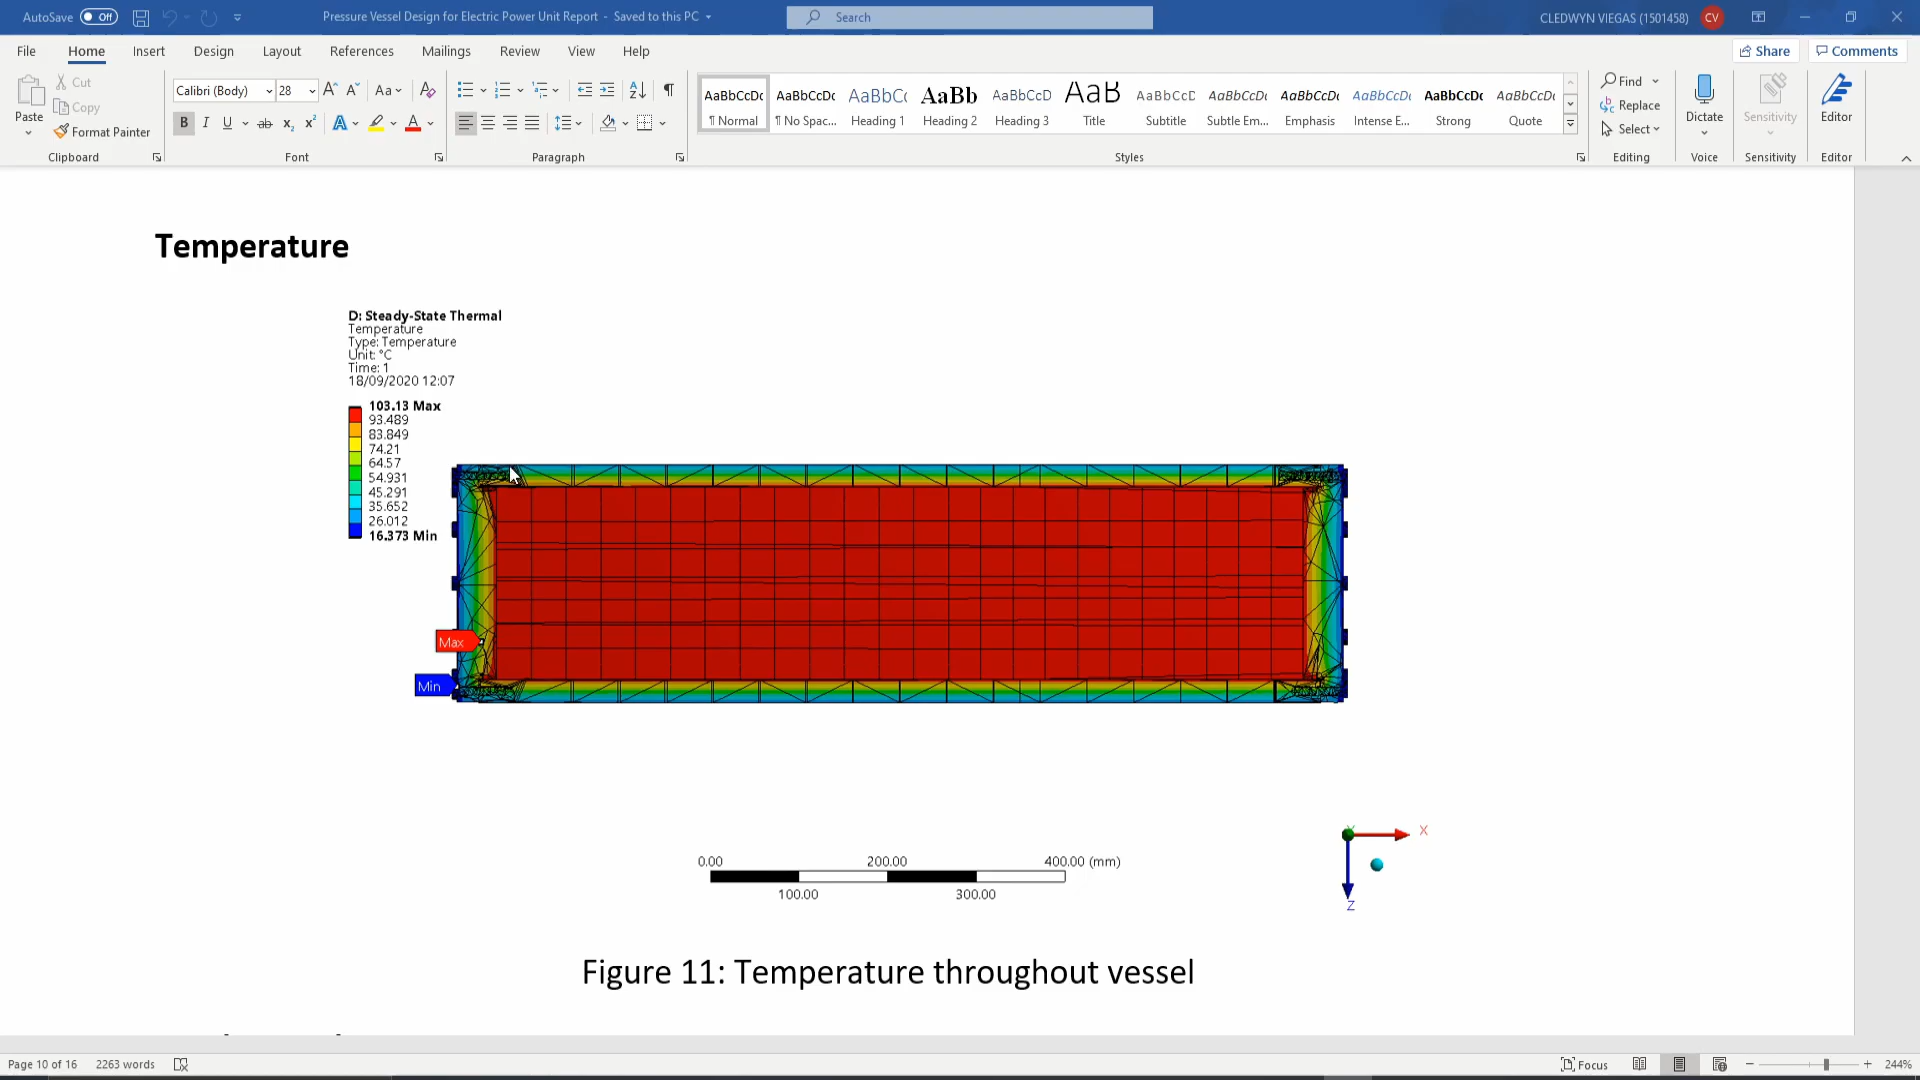 AutoSave Off
Pressure Vessel Design for Electric Power Unit Report - Saved to this PC
Search
CLEDWYN VIEGAS (1501458) CV
File Home Insert Design Layout References Mailings Review View Help
Share Comments
Paste
Cut
Copy
Format Painter
Clipboard
Calibri (Body) 28
Font
Paragraph
AaBbCcDc AaBbCcDc AaBbCc AaBb AaBbCcD AaB AaBbCcD AaBbCcDc AaBbCcDc AaBbCcDc AaBbCcDc AaBbCcDc
¶ Normal ¶ No Spac... Heading 1 Heading 2 Heading 3 Title Subtitle Subtle Em... Emphasis Intense E... Strong Quote
Styles
Find
Replace
Select
Editing
Dictate
Voice
Sensitivity
Sensitivity
Editor
Editor
Temperature
D: Steady-State Thermal
Temperature
Type: Temperature
Unit: °C
Time: 1
18/09/2020 12:07
103.13 Max
93.489
83.849
74.21
64.57
54.931
45.291
35.652
26.012
16.373 Min
Max
Min
0.00 200.00 400.00 (mm)
100.00 300.00
Y
X
Z
Figure 11: Temperature throughout vessel
Page 10 of 16 2263 words
Focus
244%